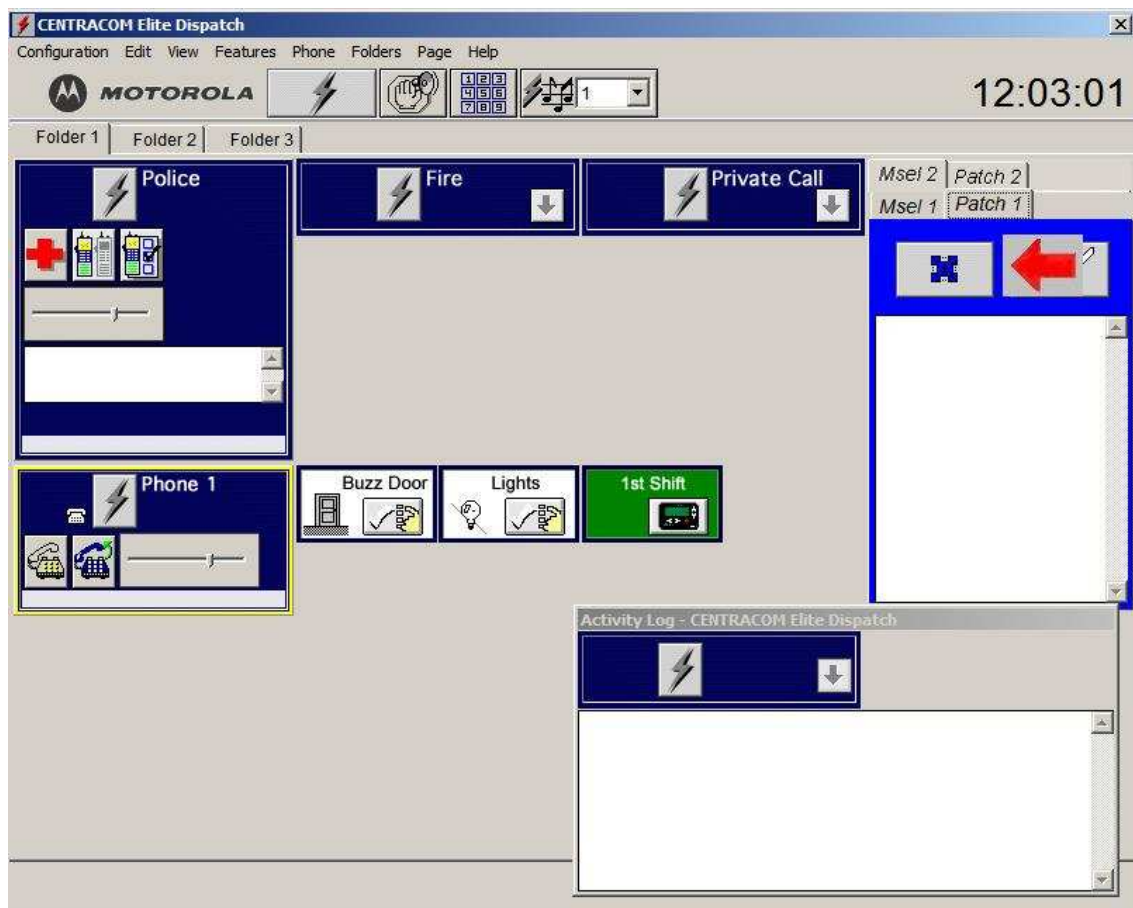 CENTRACOM Elite Dispatch
Configuration Edit View Features Phone Folders Page Help
MOTOROLA 1 12:03:01
Folder 1 Folder 2 Folder 3
Police Fire Private Call Msel 2 Patch 2
Msel 1 Patch 1
Phone 1 Buzz Door Lights 1st Shift
Activity Log - CENTRACOM Elite Dispatch